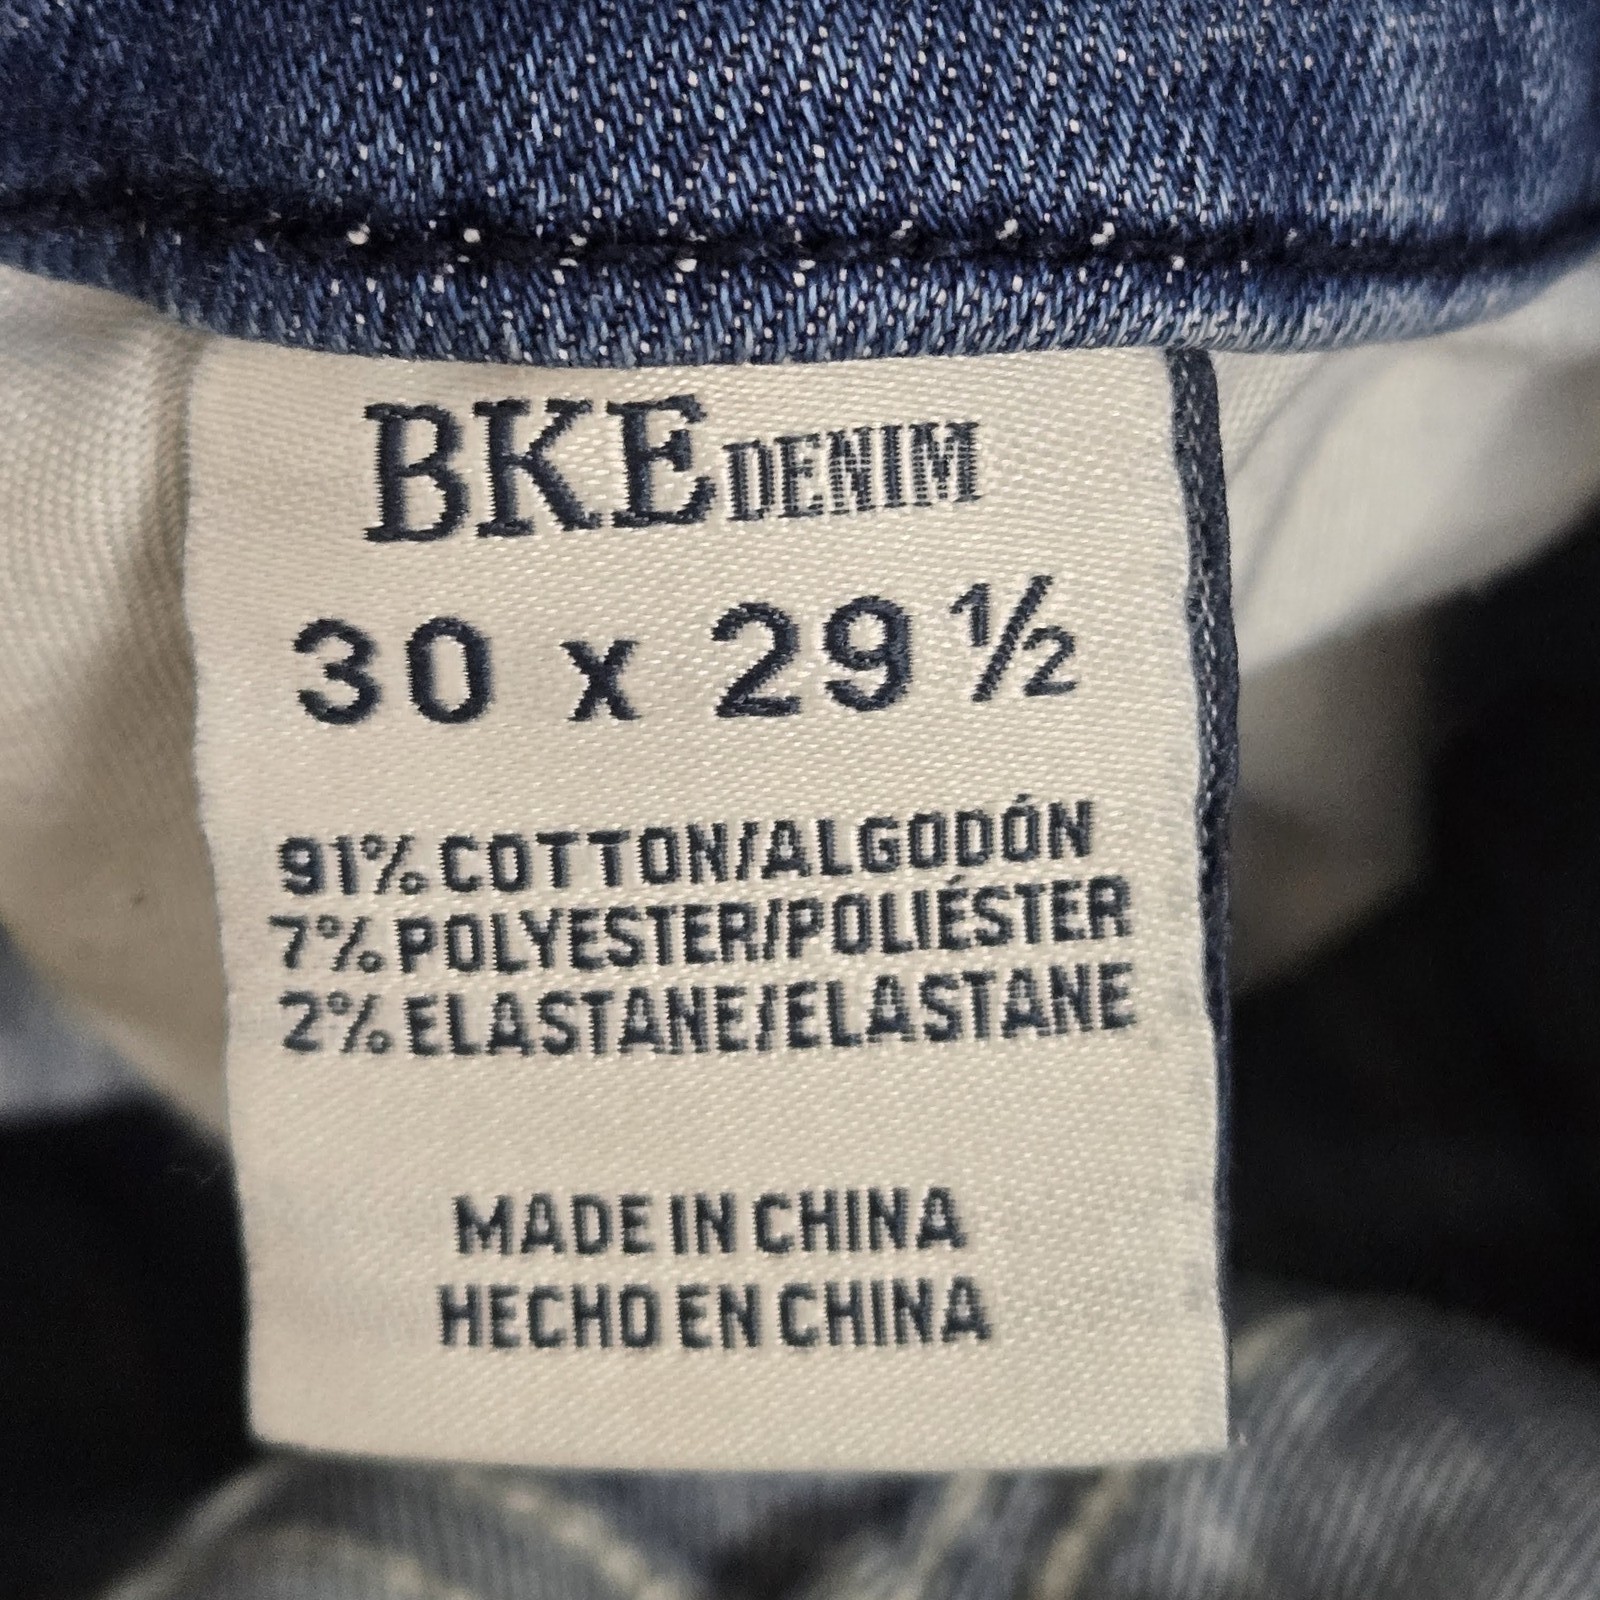 BKE DENIM
30 x 29 ½
91% COTTON/ALGODÓN
7% POLYESTER/POLIÉSTER
2% ELASTANE/ELASTANE
MADE IN CHINA
HECHO EN CHINA